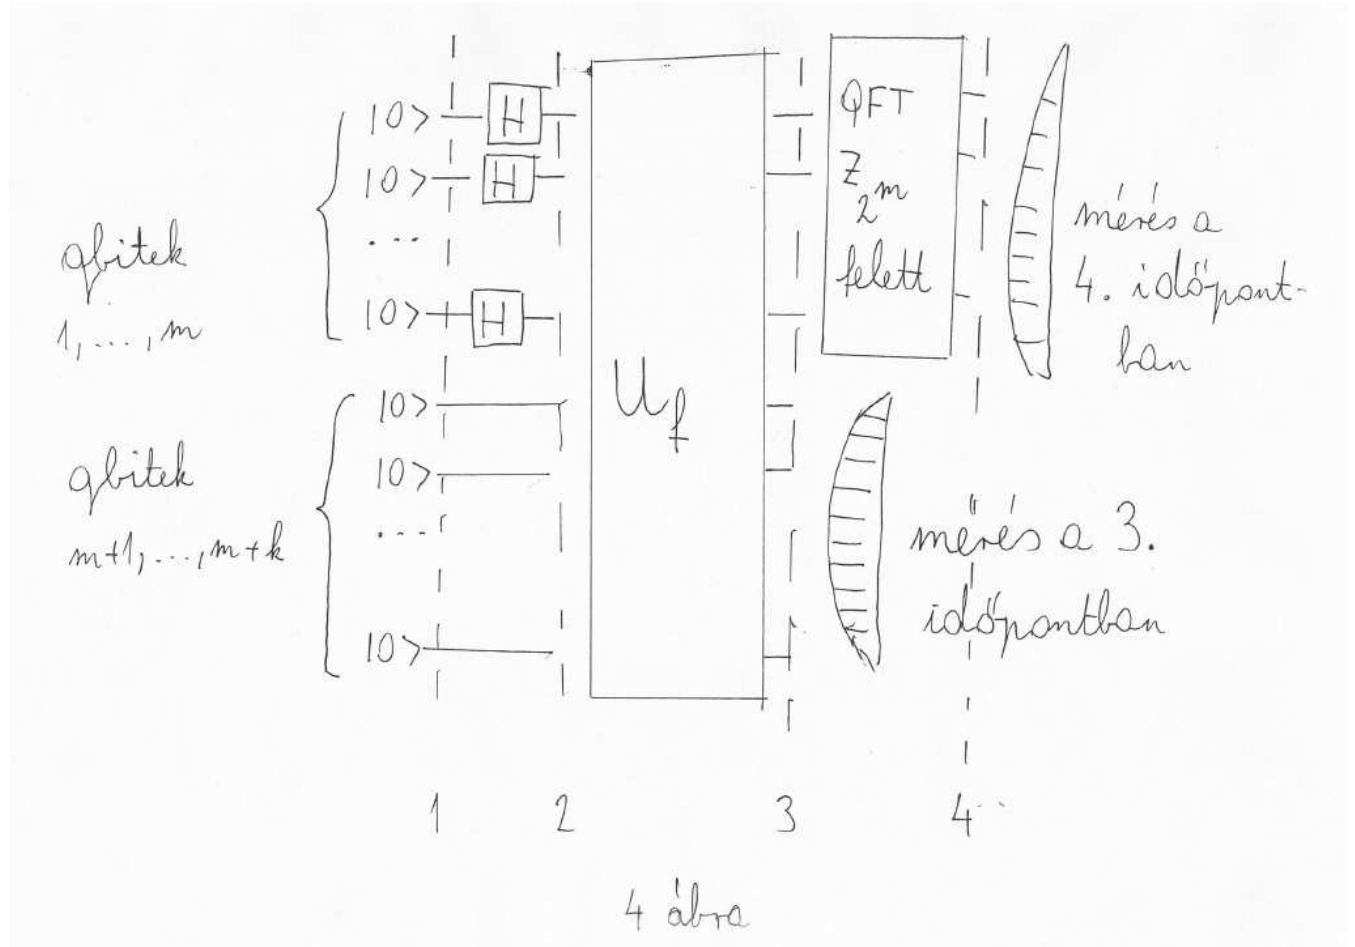 |0> H
|0> H
...
|0> H
qbitek
1, ..., m
|0>
|0>
...
|0>
qbitek
m+1, ..., m+k
U_f
QFT
Z_2^m
felett
mérés a
4. időpont-
ban
mérés a 3.
időpontban
1 2 3 4
4 ábra